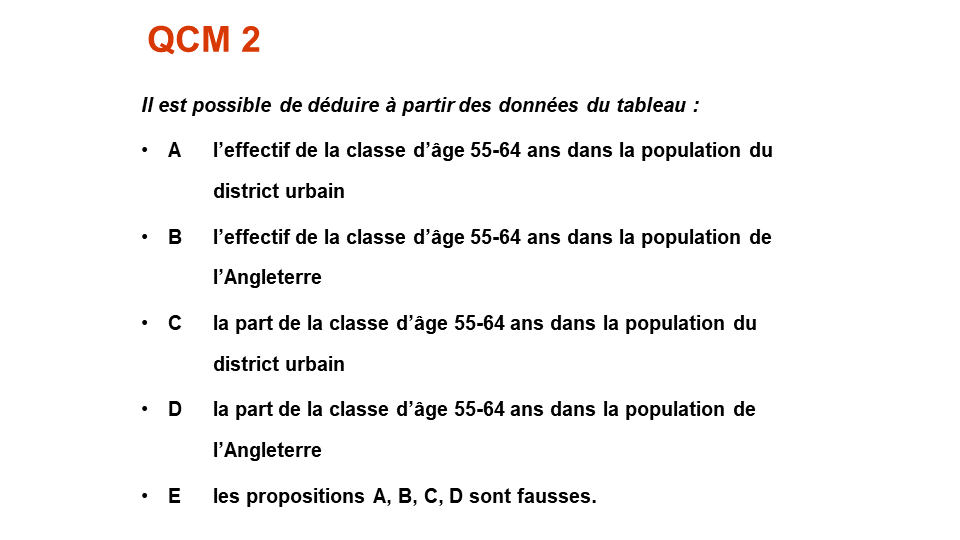 QCM 2
Il est possible de déduire à partir des données du tableau :
• A l’effectif de la classe d’âge 55-64 ans dans la population du
district urbain
• B l’effectif de la classe d’âge 55-64 ans dans la population de
l’Angleterre
• C la part de la classe d’âge 55-64 ans dans la population du
district urbain
• D la part de la classe d’âge 55-64 ans dans la population de
l’Angleterre
• E les propositions A, B, C, D sont fausses.